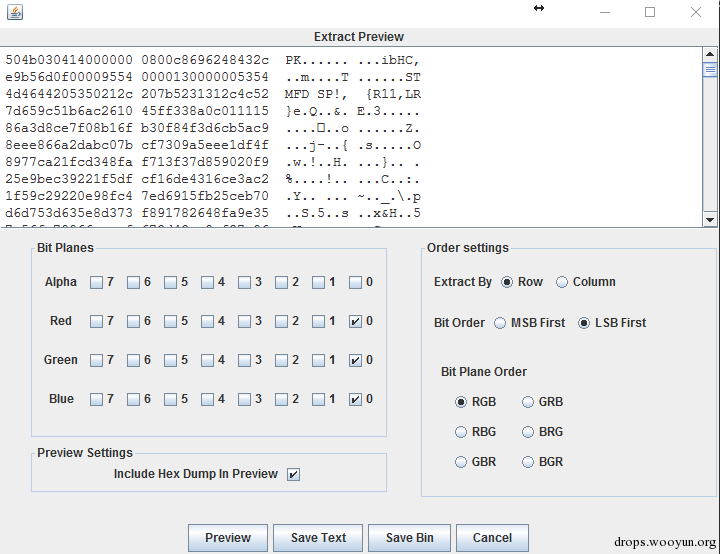 Extract Preview
504b030414000000 0800c8696248432c PK...... ...ibHC,
e9b56d0f00009554 0000130000005354 ..m....T ......ST
4d4644205350212c 207b5231312c4c52 MFD SP!, {R11,LR
7d659c51b6ac2610 45ff338a0c011115 }e.Q..&. E.3.....
86a3d8ce7f08b16f b30f84f3d6cb5ac9 .......o ......Z.
8eee866a2dabc07b cf7309a5eee1df4f ...j-..{ .s.....O
8977ca21fcd348fa f713f37d859020f9 .w.!..H. ...}.. .
25e9bec39221f5df cf16de4316ce3ac2 %....!.. ...C..:.
1f59c29220e98fc4 7ed6915fb25ceb70 .Y.. ... ~.._.\.p
d6d753d635e8d373 f891782648fa9e35 ..S.5..s ..x&H..5
Bit Planes
Alpha 7 6 5 4 3 2 1 0
Red 7 6 5 4 3 2 1 0
Green 7 6 5 4 3 2 1 0
Blue 7 6 5 4 3 2 1 0
Preview Settings
Include Hex Dump In Preview
Order settings
Extract By Row Column
Bit Order MSB First LSB First
Bit Plane Order
RGB GRB
RBG BRG
GBR BGR
Preview Save Text Save Bin Cancel
drops.wooyun.org